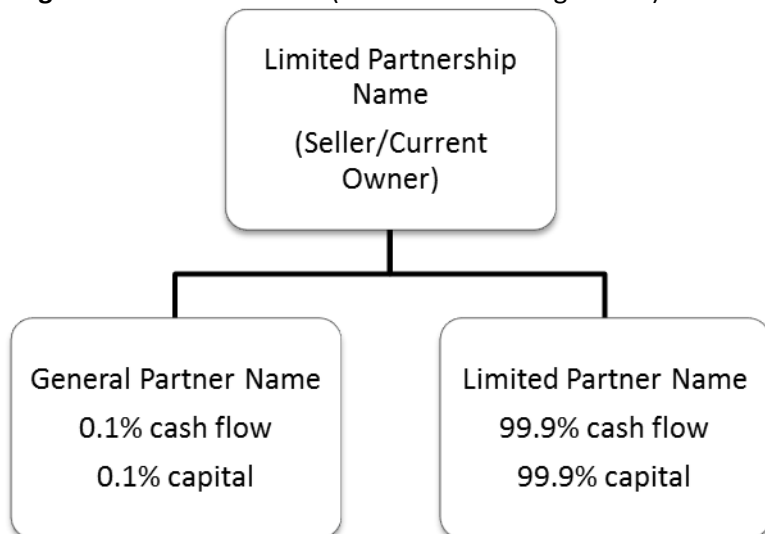 Limited Partnership
Name
(Seller/Current
Owner)
General Partner Name
0.1% cash flow
0.1% capital
Limited Partner Name
99.9% cash flow
99.9% capital